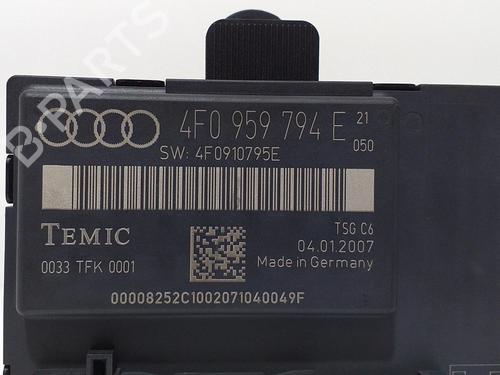 4F0 959 794 E 21
050
SW: 4F0910795E
TEMIC
TSG C6
04.01.2007
0033 TFK 0001
Made in Germany
00008252C1002071040049F
B-PARTS